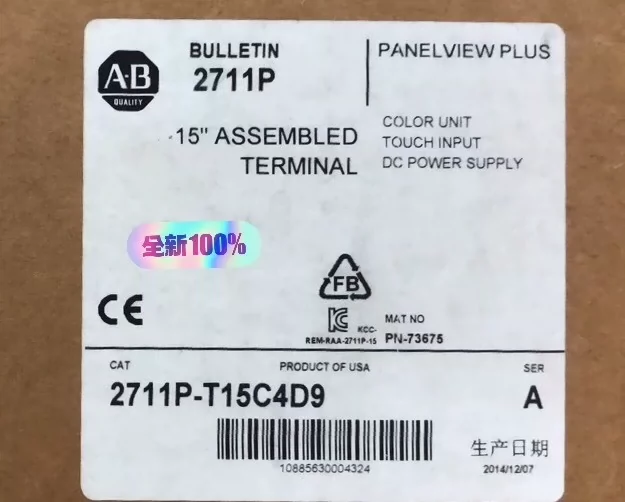 A·B
QUALITY
BULLETIN
2711P
PANELVIEW PLUS
15" ASSEMBLED
TERMINAL
COLOR UNIT
TOUCH INPUT
DC POWER SUPPLY
全新100%
FB
CE
KC
KCC-
REM-RAA-2711P-15
MAT NO
PN-73675
CAT
PRODUCT OF USA
SER
2711P-T15C4D9
A
10885630004324
生产日期
2014/12/07